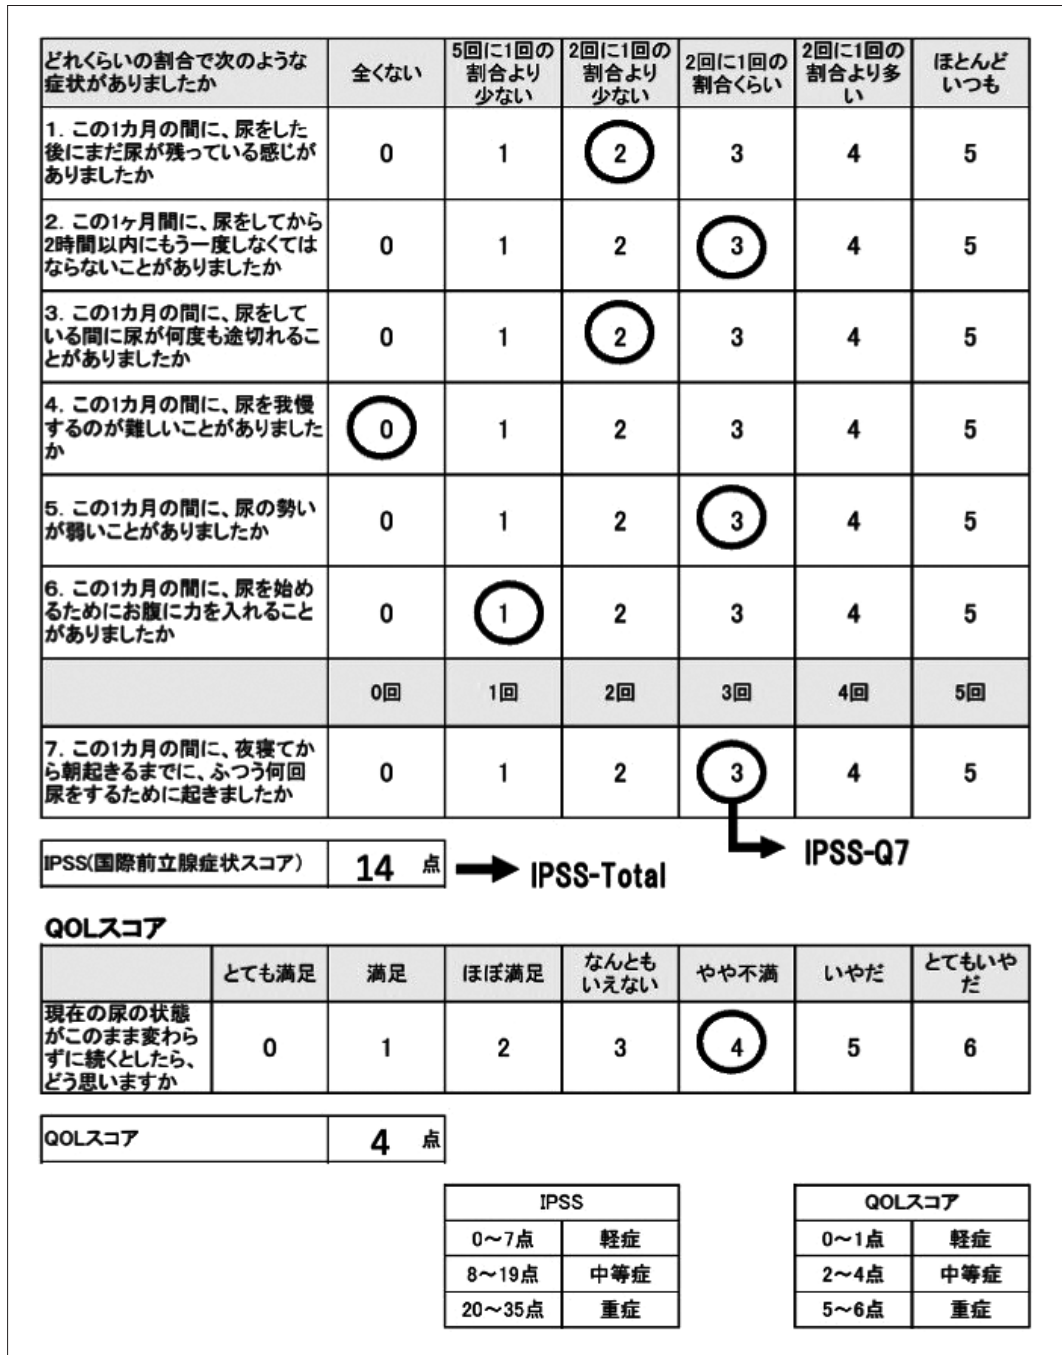 どれくらいの割合で次のような
症状がありましたか
全くない
5回に1回の
割合より
少ない
2回に1回の
割合より
少ない
2回に1回の
割合くらい
2回に1回の
割合より多
い
ほとんど
いつも
1. この1カ月の間に、尿をした
後にまだ尿が残っている感じが
ありましたか
0 1 2 3 4 5
2. この1ヶ月間に、尿をしてから
2時間以内にもう一度しなくては
ならないことがありましたか
0 1 2 3 4 5
3. この1カ月の間に、尿をして
いる間に尿が何度も途切れるこ
とがありましたか
0 1 2 3 4 5
4. この1カ月の間に、尿を我慢
するのが難しいことがありました
か
0 1 2 3 4 5
5. この1カ月の間に、尿の勢い
が弱いことがありましたか
0 1 2 3 4 5
6. この1カ月の間に、尿を始め
るためにお腹に力を入れること
がありましたか
0 1 2 3 4 5
0回 1回 2回 3回 4回 5回
7. この1カ月の間に、夜寝てか
ら朝起きるまでに、ふつう何回
尿をするために起きましたか
0 1 2 3 4 5
IPSS-Q7
IPSS(国際前立腺症状スコア) 14 点
IPSS-Total
QOLスコア
とても満足
満足
ほぼ満足
なんとも
いえない
やや不満
いやだ
とてもいや
だ
現在の尿の状態
がこのまま変わら
ずに続くとしたら、
どう思いますか
0 1 2 3 4 5 6
QOLスコア 4 点
IPSS
0～7点 軽症
8～19点 中等症
20～35点 重症
QOLスコア
0～1点 軽症
2～4点 中等症
5～6点 重症